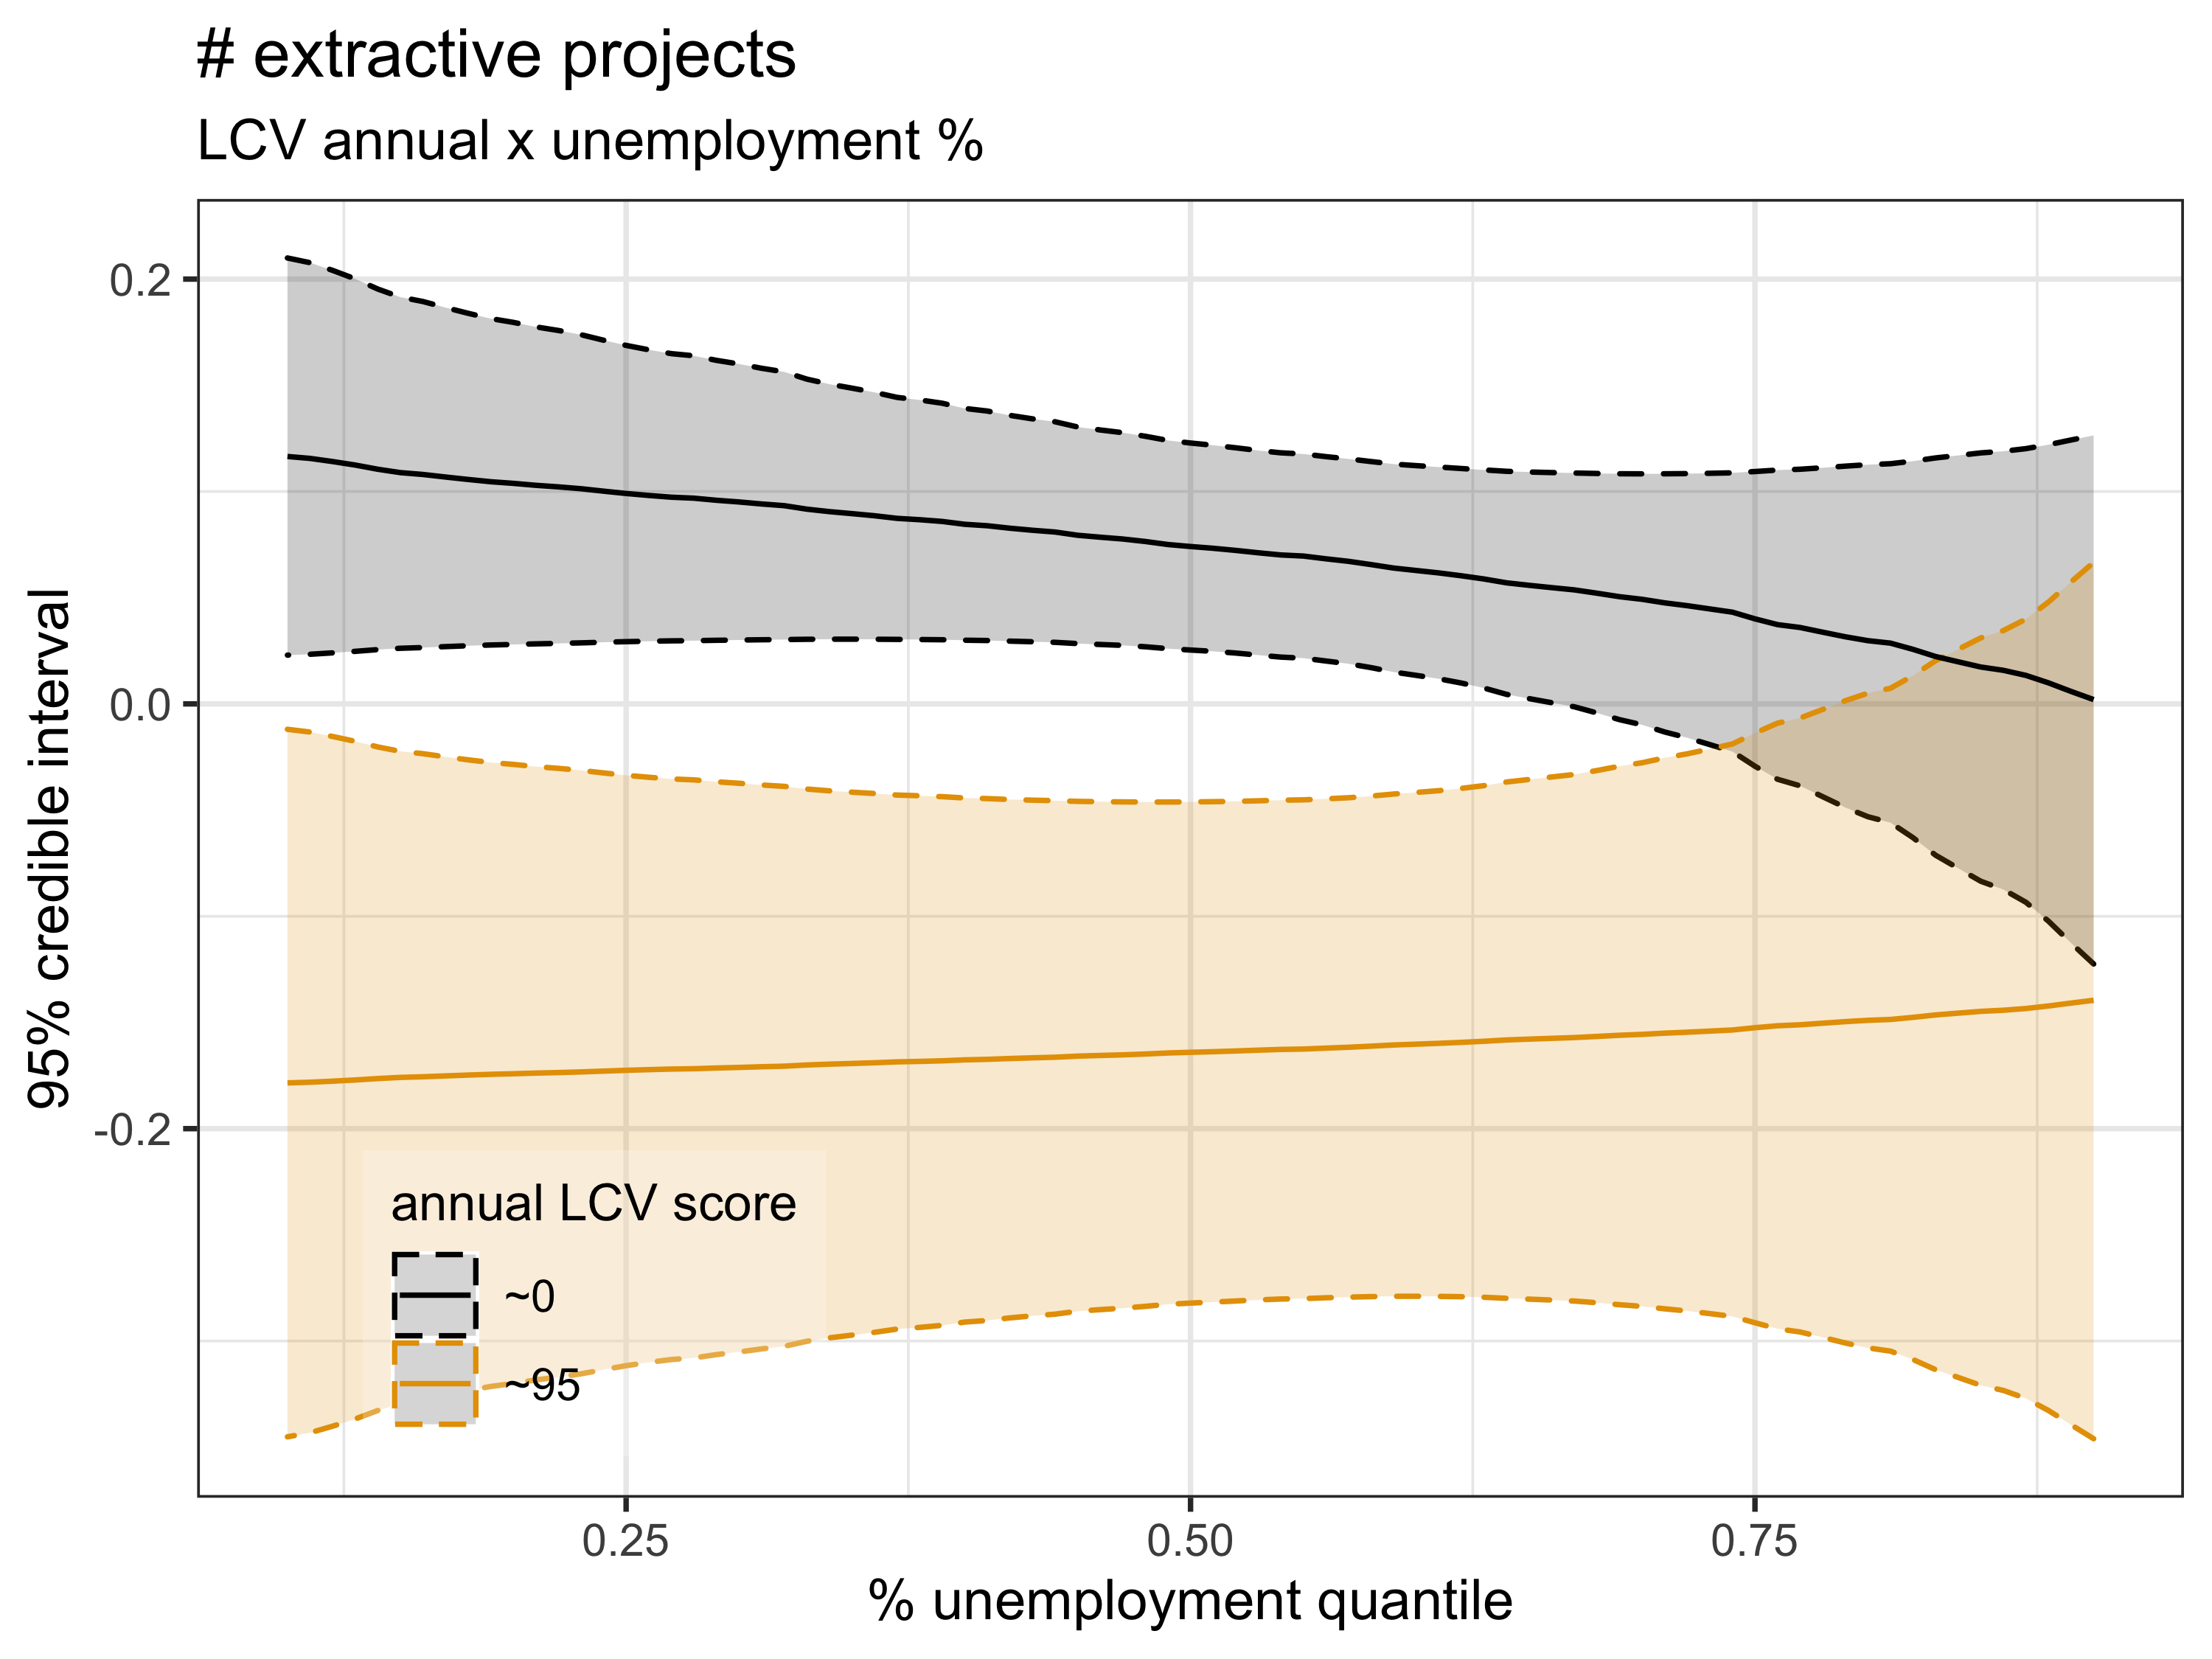 # extractive projects
LCV annual x unemployment %
95% credible interval
0.2
0.0
-0.2
annual LCV score
~0
~95
0.25 0.50 0.75
% unemployment quantile